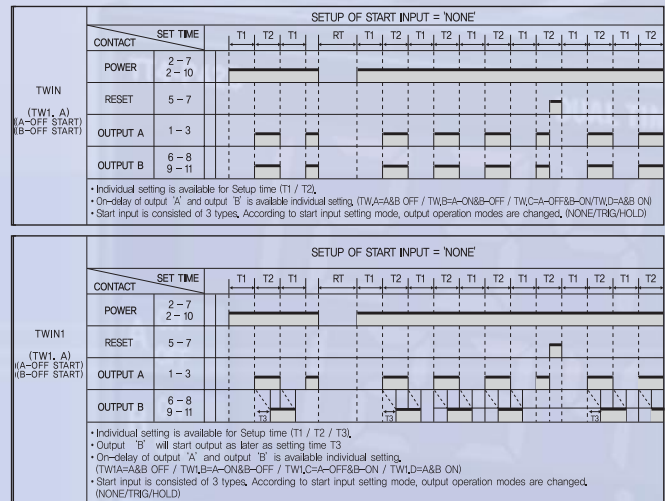 SETUP OF START INPUT = 'NONE'
CONTACT SET TIME T1 T2 T1 RT T1 T2 T1 T2 T1 T2 T1 T2 T1 T2 T1 T2
TWIN
(TW1. A)
(A-OFF START)
(B-OFF START)
POWER 2 - 7
2 - 10
RESET 5 - 7
OUTPUT A 1 - 3
OUTPUT B 6 - 8
9 - 11
• Individual setting is available for Setup time (T1 / T2).
• On-delay of output 'A' and output 'B' is available individual setting. (TW.A=A&B OFF / TW.B=A-ON&B-OFF / TW.C=A-OFF&B-ON/TW.D=A&B ON)
• Start input is consisted of 3 types. According to start input setting mode, output operation modes are changed. (NONE/TRIG/HOLD)
SETUP OF START INPUT = 'NONE'
CONTACT SET TIME T1 T2 T1 RT T1 T2 T1 T2 T1 T2 T1 T2 T1 T2 T1 T2
TWIN1
(TW1. A)
(A-OFF START)
(B-OFF START)
POWER 2 - 7
2 - 10
RESET 5 - 7
OUTPUT A 1 - 3
OUTPUT B 6 - 8
9 - 11
T3 T3 T3
• Individual setting is available for Setup time (T1 / T2 / T3).
• Output 'B' will start output as later as setting time T3
• On-delay of output 'A' and output 'B' is available individual setting.
(TW1A=A&B OFF / TW1.B=A-ON&B-OFF / TW1.C=A-OFF&B-ON / TW1.D=A&B ON)
• Start input is consisted of 3 types. According to start input setting mode, output operation modes are changed.
(NONE/TRIG/HOLD)